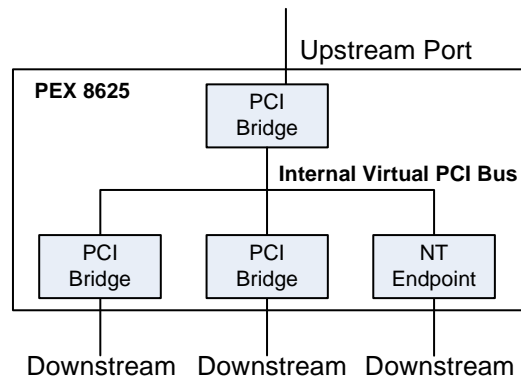 Upstream Port
PEX 8625
PCI
Bridge
Internal Virtual PCI Bus
PCI
Bridge
PCI
Bridge
NT
Endpoint
Downstream
Downstream
Downstream